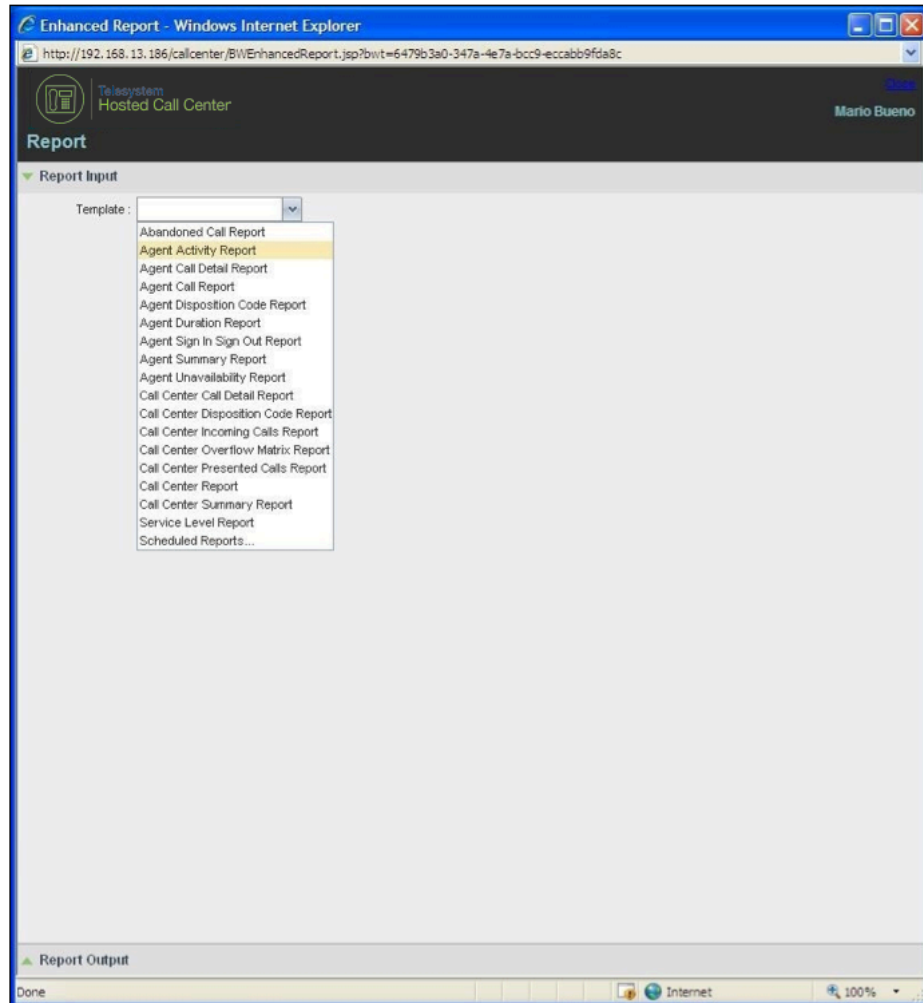 Enhanced Report - Windows Internet Explorer
http://192.168.13.186/callcenter/BWEnhancedReport.jsp?bwt=6479b3a0-347a-4e7a-bcc9-eccabb9fda8c
Telesystem
Hosted Call Center
Close
Mario Bueno
Report
Report Input
Template :
Abandoned Call Report
Agent Activity Report
Agent Call Detail Report
Agent Call Report
Agent Disposition Code Report
Agent Duration Report
Agent Sign In Sign Out Report
Agent Summary Report
Agent Unavailability Report
Call Center Call Detail Report
Call Center Disposition Code Report
Call Center Incoming Calls Report
Call Center Overflow Matrix Report
Call Center Presented Calls Report
Call Center Report
Call Center Summary Report
Service Level Report
Scheduled Reports...
Report Output
Done
Internet
100%